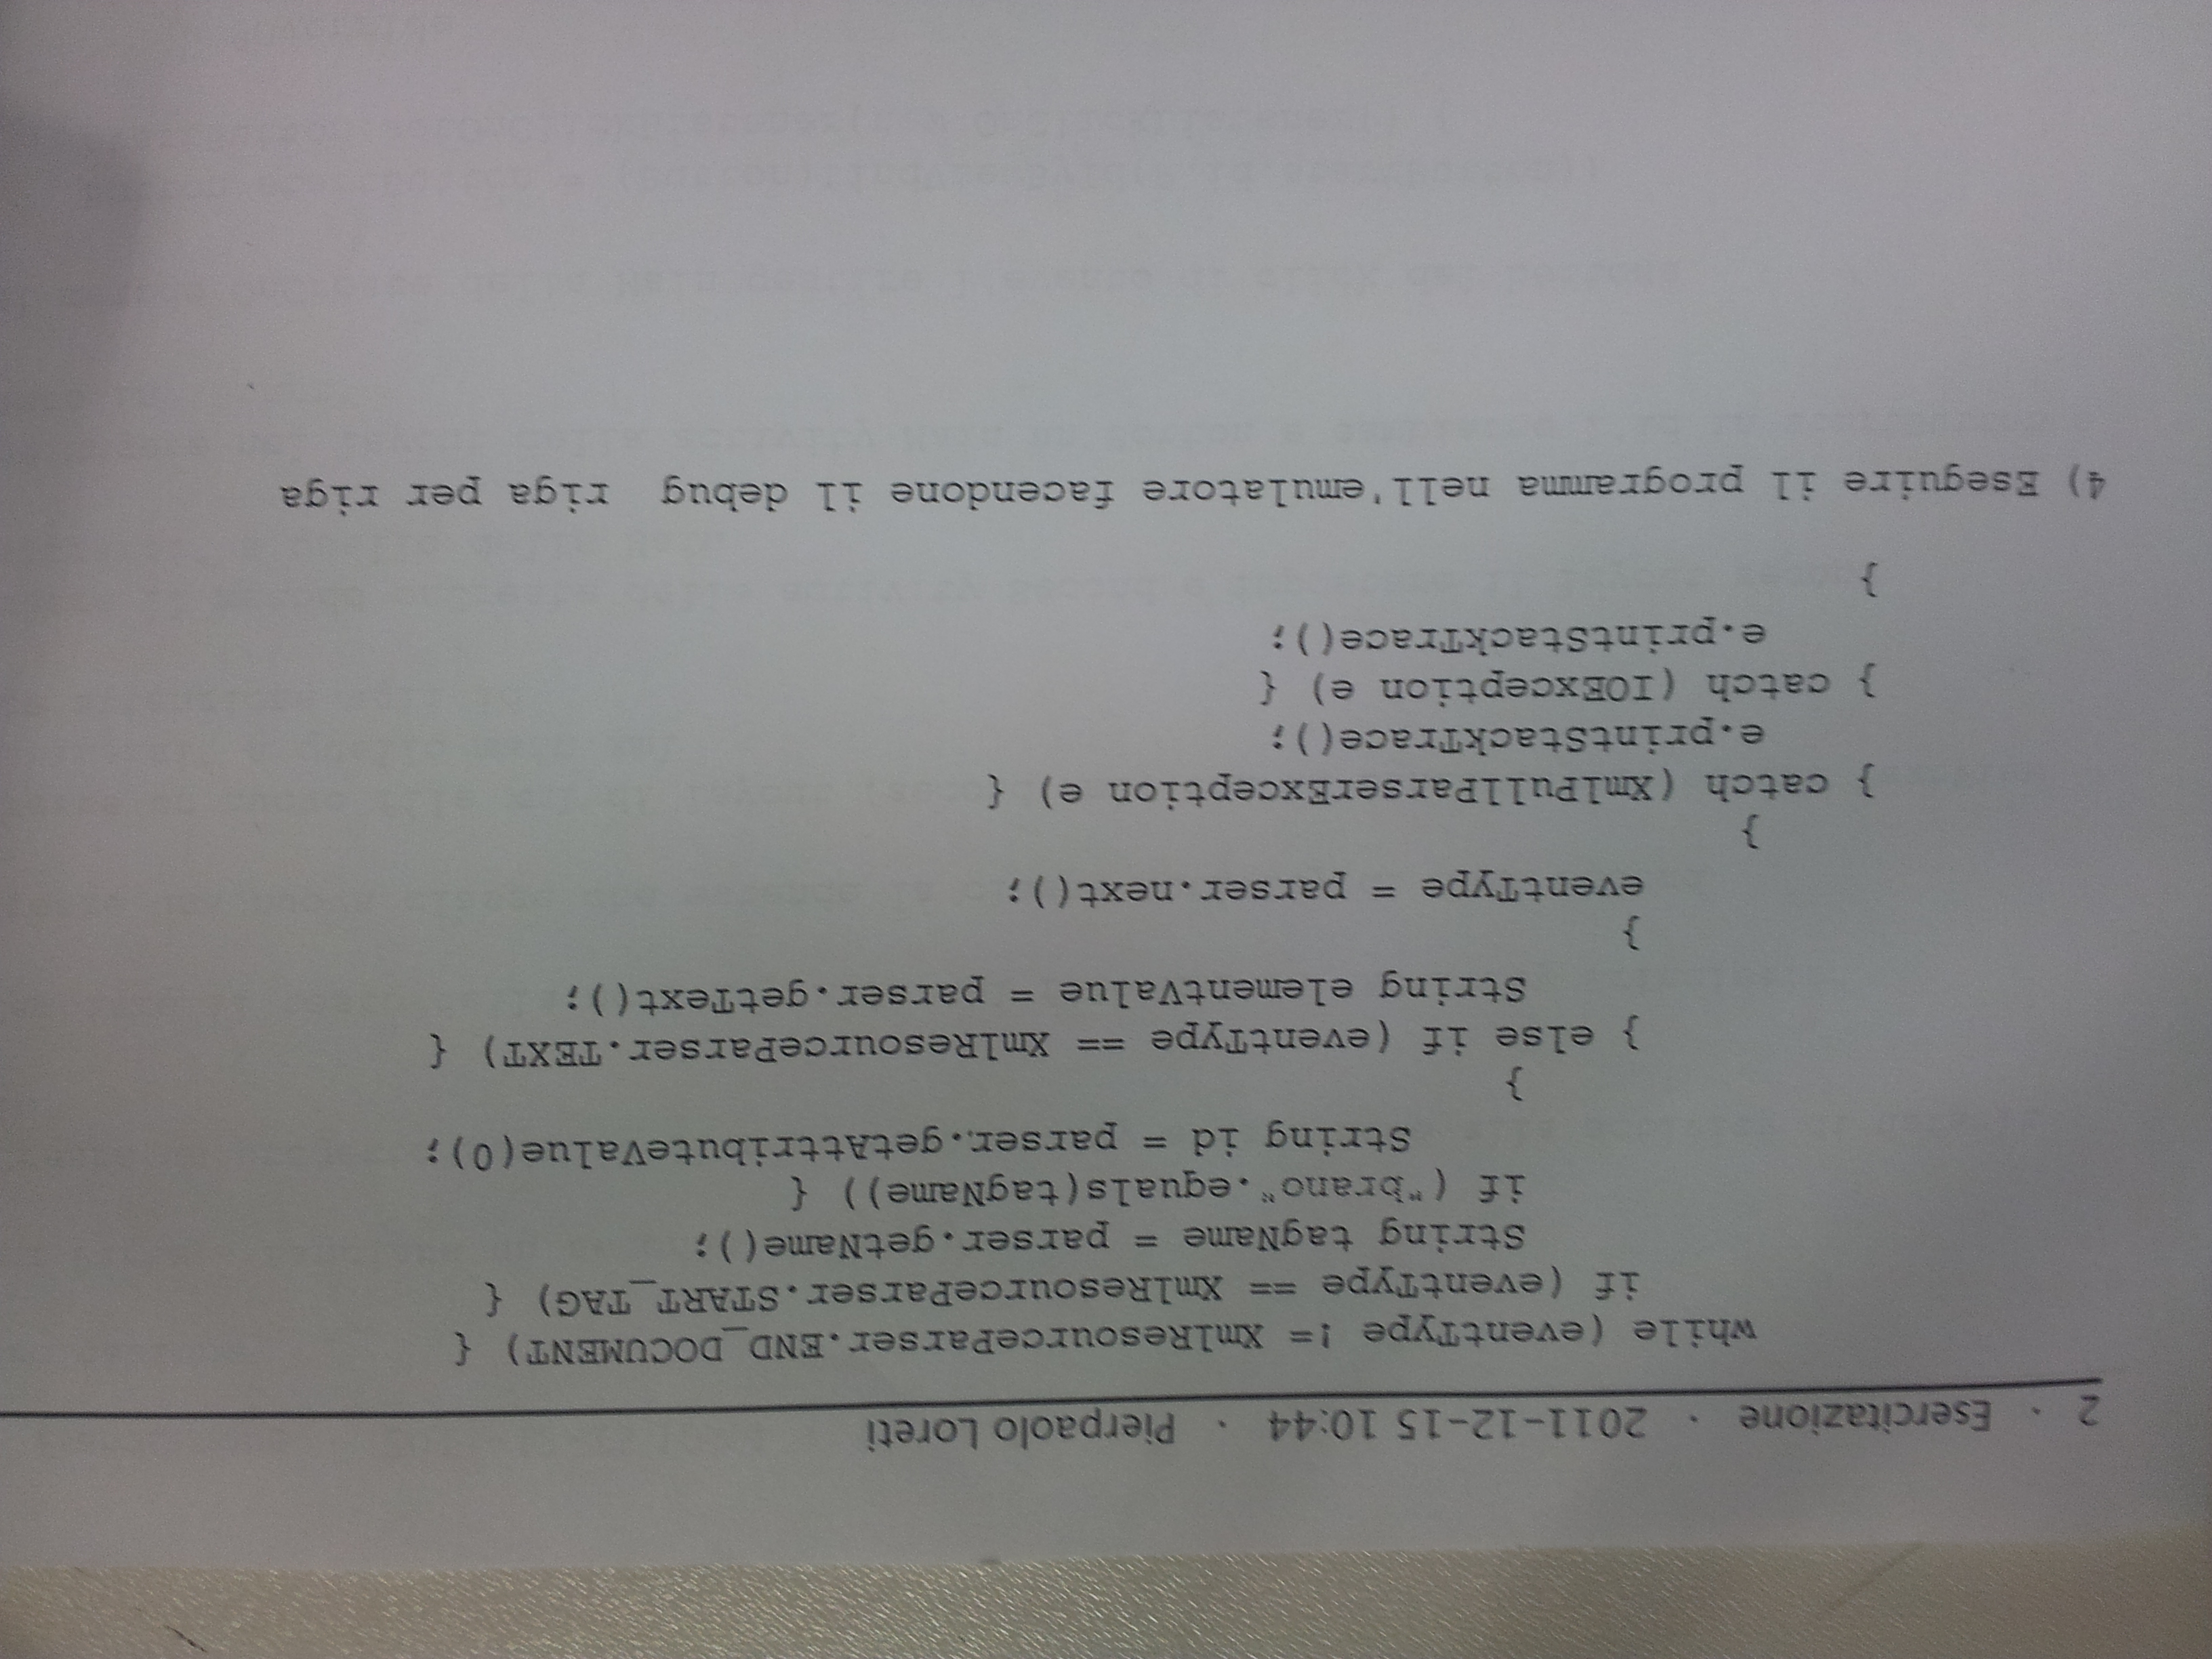 2 · Esercitazione · 2011-12-15 10:44 · Pierpaolo Loreti
while (eventType != XmlResourceParser.END_DOCUMENT) {
if (eventType == XmlResourceParser.START_TAG) {
String tagName = parser.getName();
if ("brano".equals(tagName)) {
String id = parser.getAttributeValue(0);
}
} else if (eventType == XmlResourceParser.TEXT) {
String elementValue = parser.getText();
}
eventType = parser.next();
}
} catch (XmlPullParserException e) {
e.printStackTrace();
} catch (IOException e) {
e.printStackTrace();
}
4) Eseguire il programma nell'emulatore facendone il debug  riga per riga